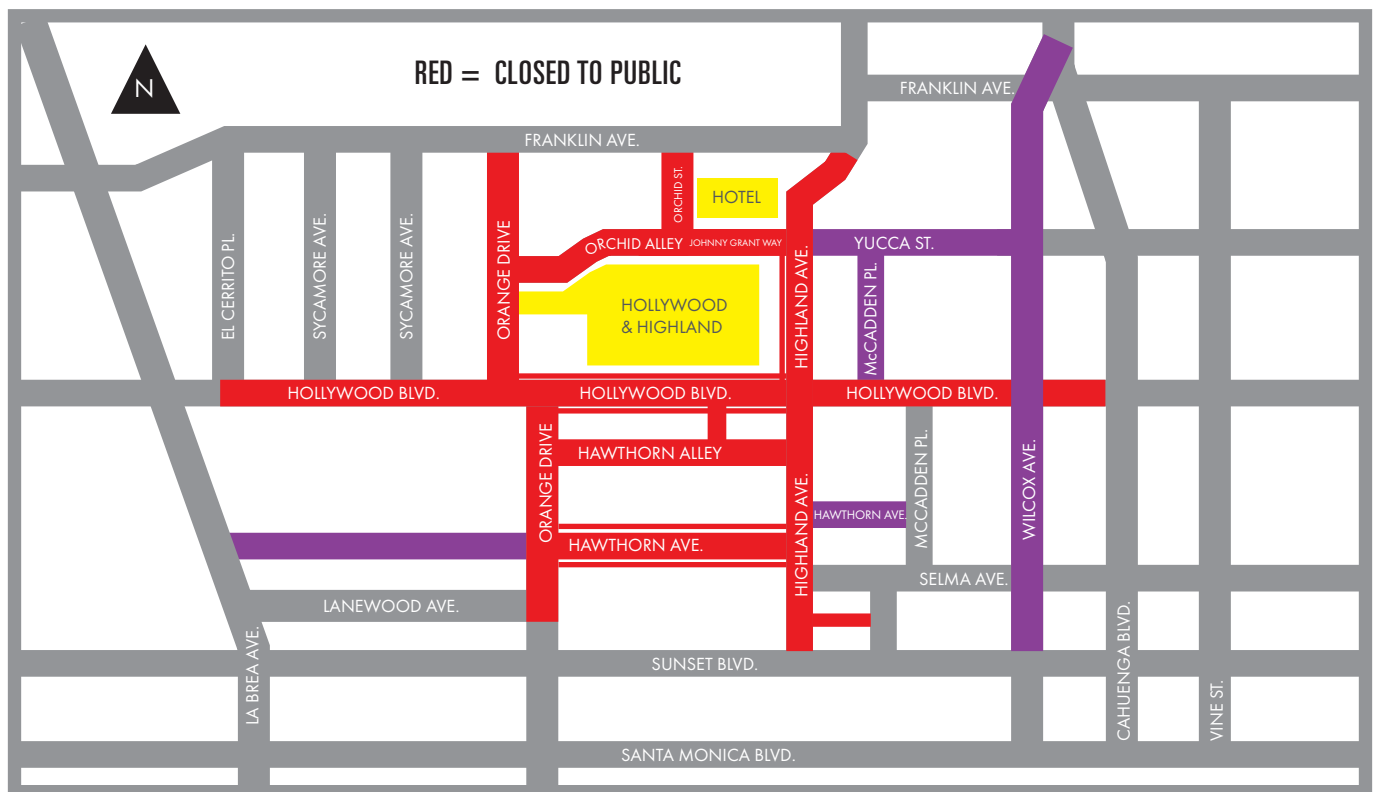 RED = CLOSED TO PUBLIC
N
FRANKLIN AVE.
FRANKLIN AVE.
ORCHID ST.
HOTEL
EL CERRITO PL.
SYCAMORE AVE.
SYCAMORE AVE.
ORANGE DRIVE
ORCHID ALLEY
JOHNNY GRANT WAY
HIGHLAND AVE.
YUCCA ST.
McCADDEN PL.
HOLLYWOOD
& HIGHLAND
HOLLYWOOD BLVD.
HOLLYWOOD BLVD.
HOLLYWOOD BLVD.
ORANGE DRIVE
HAWTHORN ALLEY
HIGHLAND AVE.
HAWTHORN AVE.
MCCADDEN PL.
WILCOX AVE.
HAWTHORN AVE.
SELMA AVE.
LANEWOOD AVE.
LA BREA AVE.
SUNSET BLVD.
CAHUENGA BLVD.
VINE ST.
SANTA MONICA BLVD.